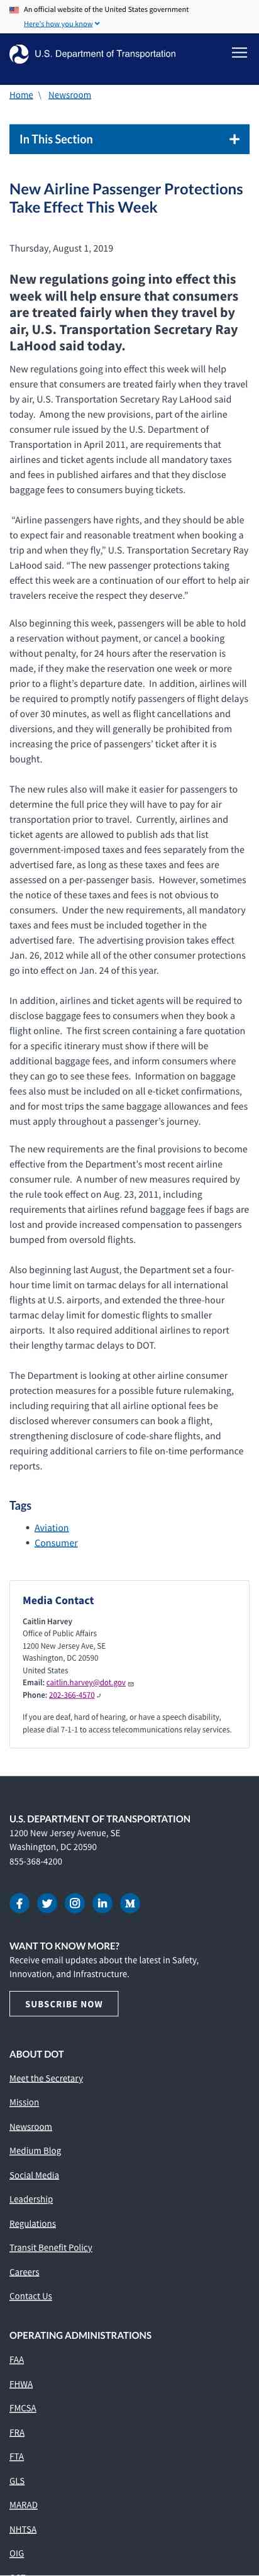 An official website of the United States government
Here's how you know
U.S. Department of Transportation
Home \ Newsroom
In This Section
New Airline Passenger Protections
Take Effect This Week
Thursday, August 1, 2019
New regulations going into effect this
week will help ensure that consumers
are treated fairly when they travel by
air, U.S. Transportation Secretary Ray
LaHood said today.
New regulations going into effect this week will help
ensure that consumers are treated fairly when they travel
by air, U.S. Transportation Secretary Ray LaHood said
today.  Among the new provisions, part of the airline
consumer rule issued by the U.S. Department of
Transportation in April 2011, are requirements that
airlines and ticket agents include all mandatory taxes
and fees in published airfares and that they disclose
baggage fees to consumers buying tickets.
“Airline passengers have rights, and they should be able
to expect fair and reasonable treatment when booking a
trip and when they fly,” U.S. Transportation Secretary Ray
LaHood said. “The new passenger protections taking
effect this week are a continuation of our effort to help air
travelers receive the respect they deserve.”
Also beginning this week, passengers will be able to hold
a reservation without payment, or cancel a booking
without penalty, for 24 hours after the reservation is
made, if they make the reservation one week or more
prior to a flight’s departure date.  In addition, airlines will
be required to promptly notify passengers of flight delays
of over 30 minutes, as well as flight cancellations and
diversions, and they will generally be prohibited from
increasing the price of passengers’ ticket after it is
bought.
The new rules also will make it easier for passengers to
determine the full price they will have to pay for air
transportation prior to travel.  Currently, airlines and
ticket agents are allowed to publish ads that list
government-imposed taxes and fees separately from the
advertised fare, as long as these taxes and fees are
assessed on a per-passenger basis.  However, sometimes
the notice of these taxes and fees is not obvious to
consumers.  Under the new requirements, all mandatory
taxes and fees must be included together in the
advertised fare.  The advertising provision takes effect
Jan. 26, 2012 while all of the other consumer protections
go into effect on Jan. 24 of this year.
In addition, airlines and ticket agents will be required to
disclose baggage fees to consumers when they book a
flight online.  The first screen containing a fare quotation
for a specific itinerary must show if there will be
additional baggage fees, and inform consumers where
they can go to see these fees.  Information on baggage
fees also must be included on all e-ticket confirmations,
and for most trips the same baggage allowances and fees
must apply throughout a passenger’s journey.
The new requirements are the final provisions to become
effective from the Department’s most recent airline
consumer rule.  A number of new measures required by
the rule took effect on Aug. 23, 2011, including
requirements that airlines refund baggage fees if bags are
lost and provide increased compensation to passengers
bumped from oversold flights.
Also beginning last August, the Department set a four-
hour time limit on tarmac delays for all international
flights at U.S. airports, and extended the three-hour
tarmac delay limit for domestic flights to smaller
airports.  It also required additional airlines to report
their lengthy tarmac delays to DOT.
The Department is looking at other airline consumer
protection measures for a possible future rulemaking,
including requiring that all airline optional fees be
disclosed wherever consumers can book a flight,
strengthening disclosure of code-share flights, and
requiring additional carriers to file on-time performance
reports.
Tags
• Aviation
• Consumer
Media Contact
Caitlin Harvey
Office of Public Affairs
1200 New Jersey Ave, SE
Washington, DC 20590
United States
Email: caitlin.harvey@dot.gov
Phone: 202-366-4570
If you are deaf, hard of hearing, or have a speech disability,
please dial 7-1-1 to access telecommunications relay services.
U.S. DEPARTMENT OF TRANSPORTATION
1200 New Jersey Avenue, SE
Washington, DC 20590
855-368-4200
WANT TO KNOW MORE?
Receive email updates about the latest in Safety,
Innovation, and Infrastructure.
SUBSCRIBE NOW
ABOUT DOT
Meet the Secretary
Mission
Newsroom
Medium Blog
Social Media
Leadership
Regulations
Transit Benefit Policy
Careers
Contact Us
OPERATING ADMINISTRATIONS
FAA
FHWA
FMCSA
FRA
FTA
GLS
MARAD
NHTSA
OIG